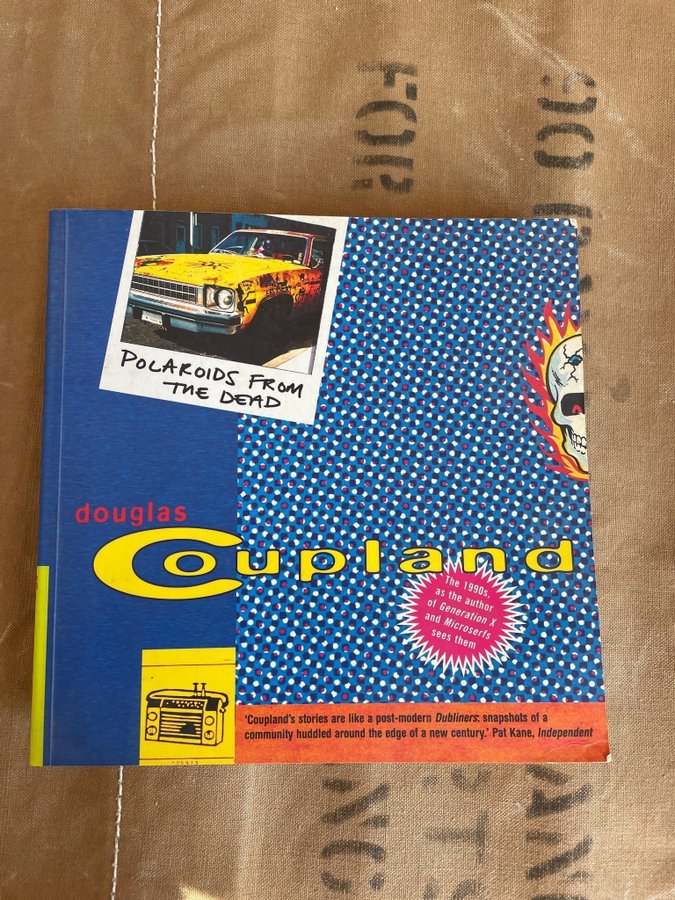 FOR
POLAROIDS FROM
THE DEAD
douglas
Coupland
The 1990s,
as the author
of Generation X
and Microserfs
sees them
'Coupland's stories are like a post-modern Dubliners: snapshots of a
community huddled around the edge of a new century.' Pat Kane, Independent